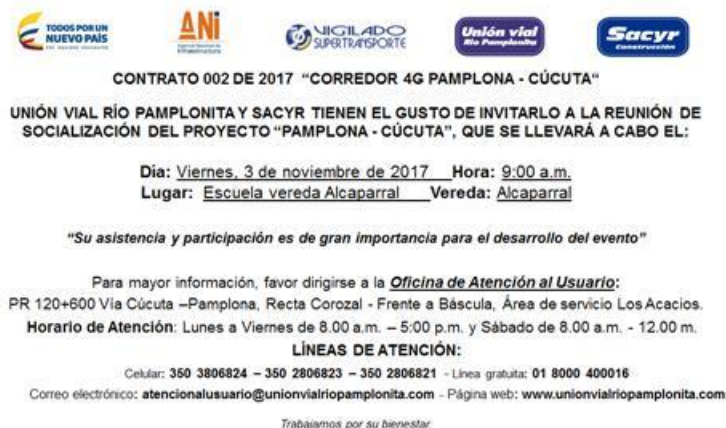 TODOS POR UN
NUEVO PAÍS
PAZ EQUIDAD EDUCACIÓN
ANI
Agencia Nacional de
Infraestructura
VIGILADO
SUPERTRANSPORTE
Unión vial
Río Pamplonita
Sacyr
Construcción
CONTRATO 002 DE 2017 “CORREDOR 4G PAMPLONA - CÚCUTA“
UNIÓN VIAL RÍO PAMPLONITA Y SACYR TIENEN EL GUSTO DE INVITARLO A LA REUNIÓN DE
SOCIALIZACIÓN DEL PROYECTO “PAMPLONA - CÚCUTA”, QUE SE LLEVARÁ A CABO EL:
Día: Viernes, 3 de noviembre de 2017 Hora: 9:00 a.m.
Lugar: Escuela vereda Alcaparral Vereda: Alcaparral
“Su asistencia y participación es de gran importancia para el desarrollo del evento”
Para mayor información, favor dirigirse a la Oficina de Atención al Usuario:
PR 120+600 Vía Cúcuta –Pamplona, Recta Corozal - Frente a Báscula, Área de servicio Los Acacios.
Horario de Atención: Lunes a Viernes de 8.00 a.m. – 5:00 p.m. y Sábado de 8.00 a.m. - 12.00 m.
LÍNEAS DE ATENCIÓN:
Celular: 350 3806824 – 350 2806823 – 350 2806821 - Línea gratuita: 01 8000 400016
Correo electrónico: atencionalusuario@unionvialriopamplonita.com - Página web: www.unionvialriopamplonita.com
Trabajamos por su bienestar